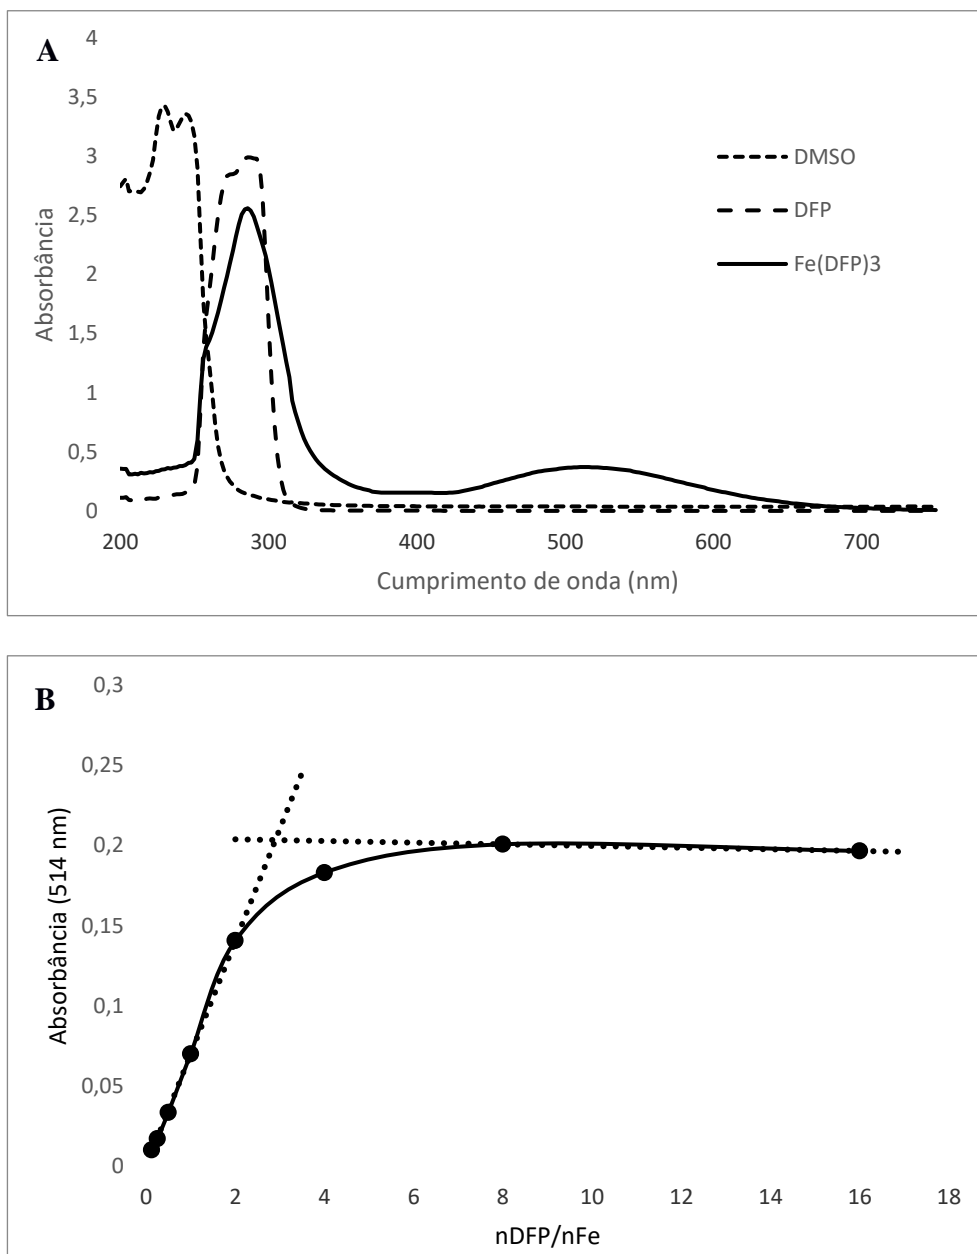 A
4
3,5
3
2,5
2
1,5
1
0,5
0
Absorbância
DMSO
DFP
Fe(DFP)3
200 300 400 500 600 700
Cumprimento de onda (nm)
B
0,3
0,25
0,2
0,15
0,1
0,05
0
Absorbância (514 nm)
0 2 4 6 8 10 12 14 16 18
nDFP/nFe